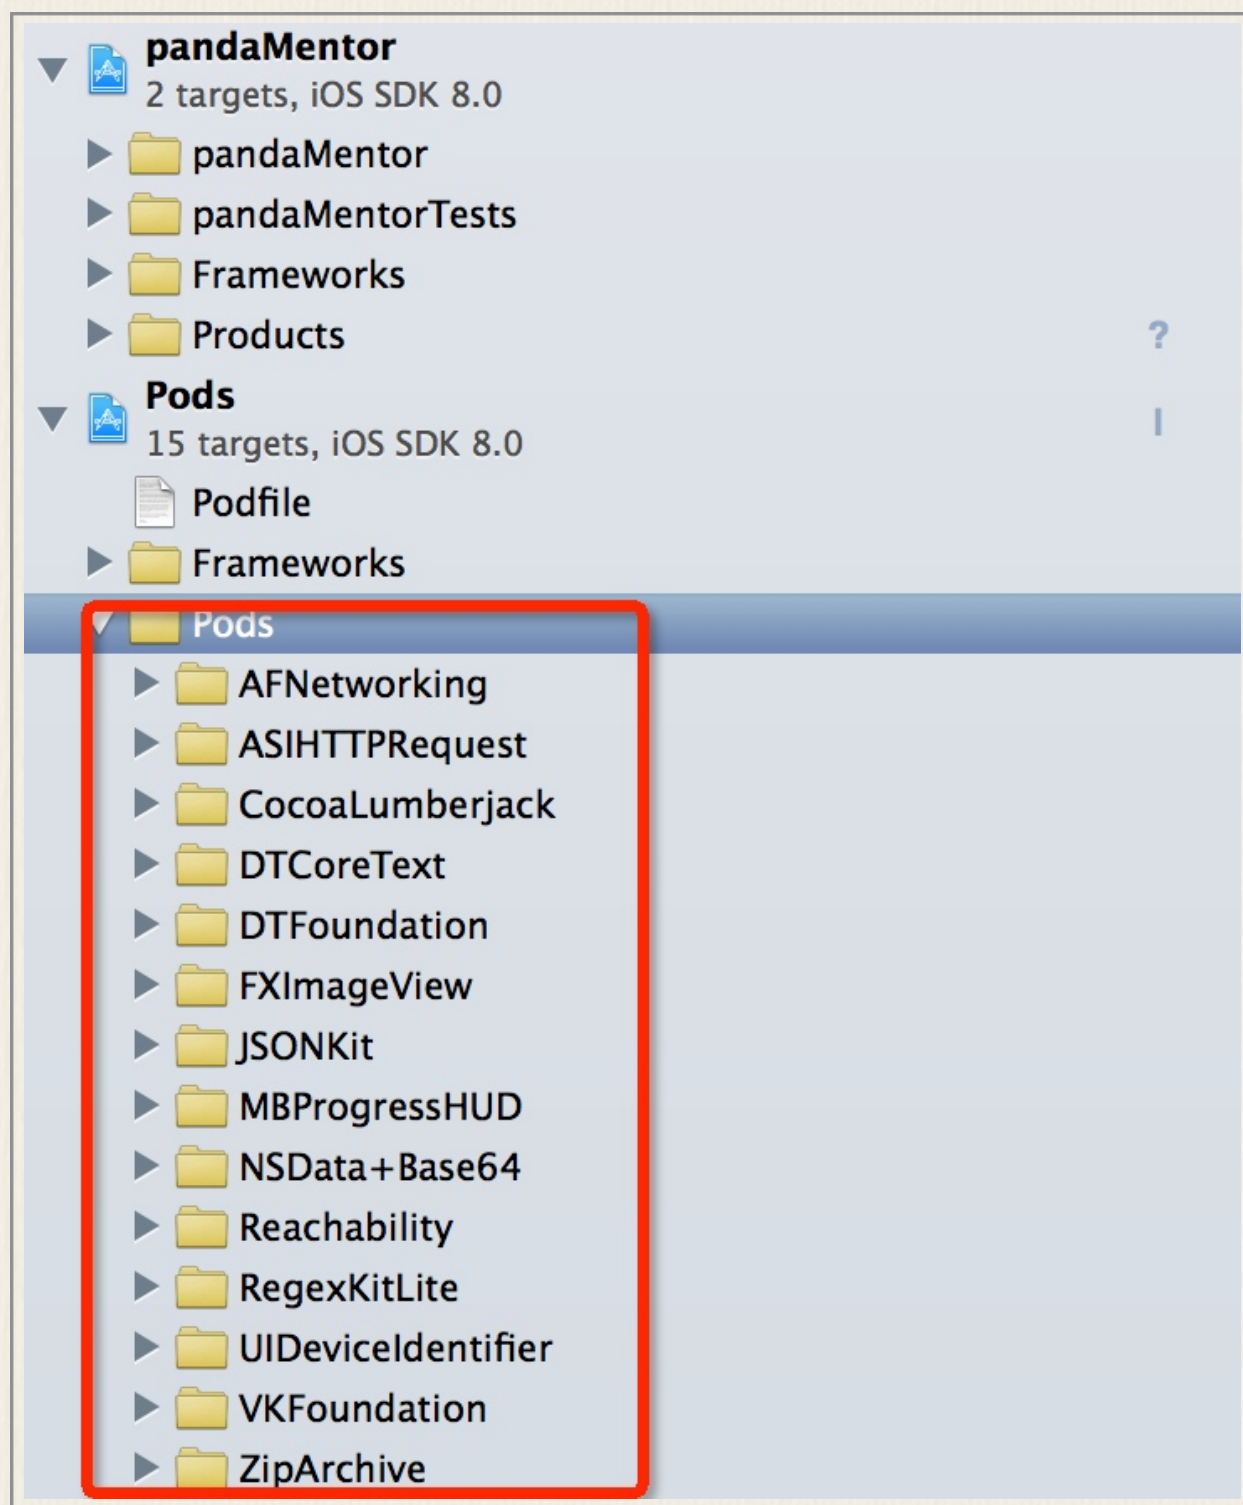 pandaMentor
2 targets, iOS SDK 8.0
pandaMentor
pandaMentorTests
Frameworks
Products ?
Pods
15 targets, iOS SDK 8.0
Podfile
Frameworks
Pods
AFNetworking
ASIHTTPRequest
CocoaLumberjack
DTCoreText
DTFoundation
FXImageView
JSONKit
MBProgressHUD
NSData+Base64
Reachability
RegexKitLite
UIDeviceIdentifier
VKFoundation
ZipArchive